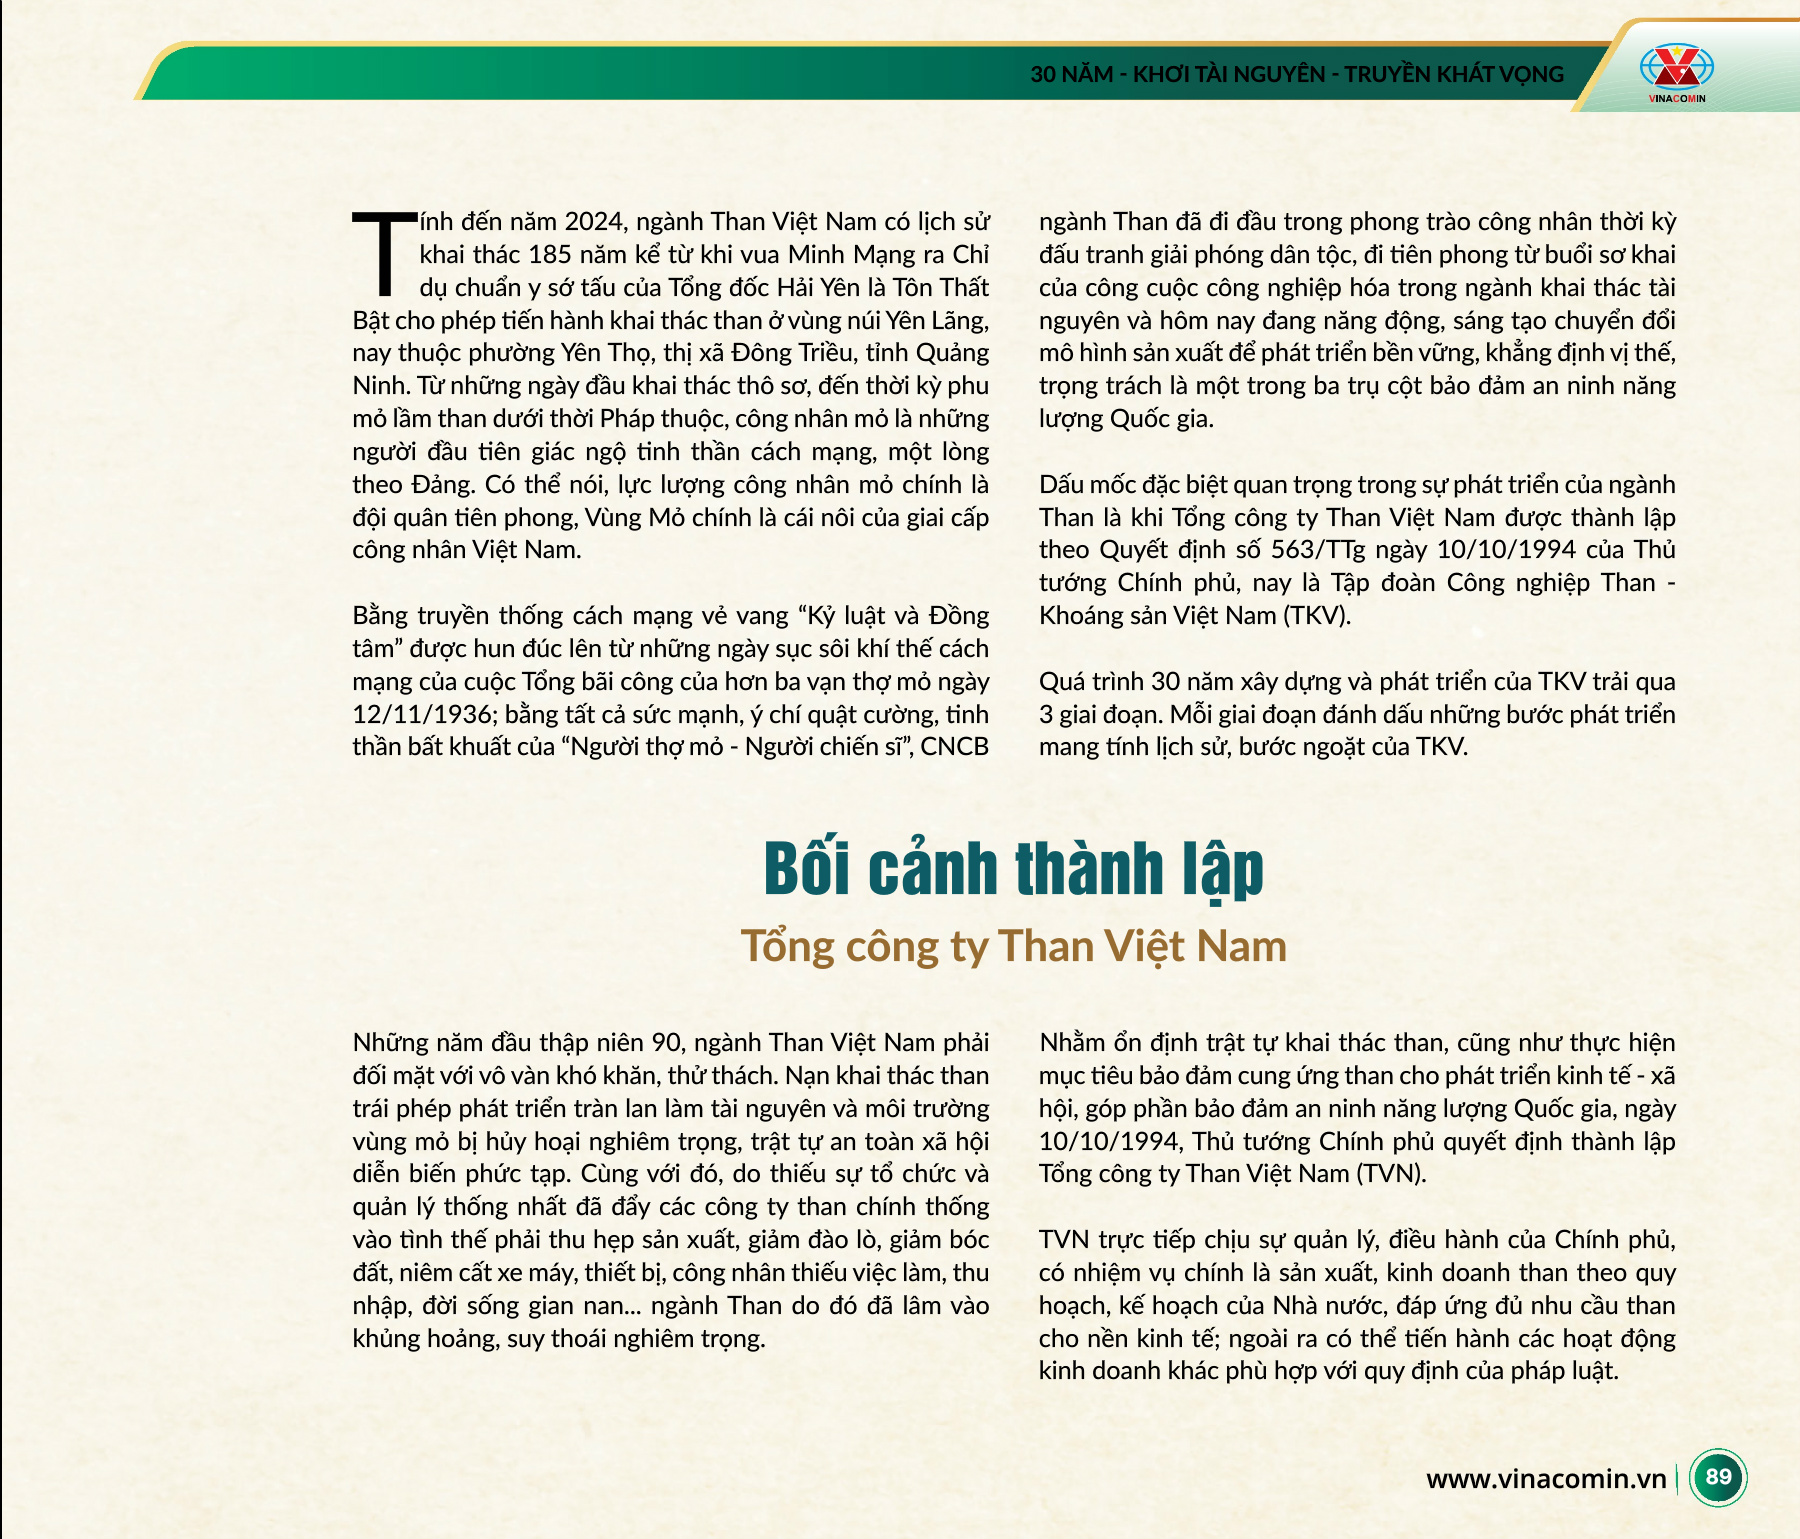 30 NĂM - KHƠI TÀI NGUYÊN - TRUYỀN KHÁT VỌNG
VINACOMIN
Tính đến năm 2024, ngành Than Việt Nam có lịch sử
khai thác 185 năm kể từ khi vua Minh Mạng ra Chỉ
dụ chuẩn y sớ tấu của Tổng đốc Hải Yên là Tôn Thất
Bật cho phép tiến hành khai thác than ở vùng núi Yên Lãng,
nay thuộc phường Yên Thọ, thị xã Đông Triều, tỉnh Quảng
Ninh. Từ những ngày đầu khai thác thô sơ, đến thời kỳ phu
mỏ lầm than dưới thời Pháp thuộc, công nhân mỏ là những
người đầu tiên giác ngộ tinh thần cách mạng, một lòng
theo Đảng. Có thể nói, lực lượng công nhân mỏ chính là
đội quân tiên phong, Vùng Mỏ chính là cái nôi của giai cấp
công nhân Việt Nam.
Bằng truyền thống cách mạng vẻ vang “Kỷ luật và Đồng
tâm” được hun đúc lên từ những ngày sục sôi khí thế cách
mạng của cuộc Tổng bãi công của hơn ba vạn thợ mỏ ngày
12/11/1936; bằng tất cả sức mạnh, ý chí quật cường, tinh
thần bất khuất của “Người thợ mỏ - Người chiến sĩ”, CNCB
ngành Than đã đi đầu trong phong trào công nhân thời kỳ
đấu tranh giải phóng dân tộc, đi tiên phong từ buổi sơ khai
của công cuộc công nghiệp hóa trong ngành khai thác tài
nguyên và hôm nay đang năng động, sáng tạo chuyển đổi
mô hình sản xuất để phát triển bền vững, khẳng định vị thế,
trọng trách là một trong ba trụ cột bảo đảm an ninh năng
lượng Quốc gia.
Dấu mốc đặc biệt quan trọng trong sự phát triển của ngành
Than là khi Tổng công ty Than Việt Nam được thành lập
theo Quyết định số 563/TTg ngày 10/10/1994 của Thủ
tướng Chính phủ, nay là Tập đoàn Công nghiệp Than -
Khoáng sản Việt Nam (TKV).
Quá trình 30 năm xây dựng và phát triển của TKV trải qua
3 giai đoạn. Mỗi giai đoạn đánh dấu những bước phát triển
mang tính lịch sử, bước ngoặt của TKV.
Bối cảnh thành lập
Tổng công ty Than Việt Nam
Những năm đầu thập niên 90, ngành Than Việt Nam phải
đối mặt với vô vàn khó khăn, thử thách. Nạn khai thác than
trái phép phát triển tràn lan làm tài nguyên và môi trường
vùng mỏ bị hủy hoại nghiêm trọng, trật tự an toàn xã hội
diễn biến phức tạp. Cùng với đó, do thiếu sự tổ chức và
quản lý thống nhất đã đẩy các công ty than chính thống
vào tình thế phải thu hẹp sản xuất, giảm đào lò, giảm bóc
đất, niêm cất xe máy, thiết bị, công nhân thiếu việc làm, thu
nhập, đời sống gian nan... ngành Than do đó đã lâm vào
khủng hoảng, suy thoái nghiêm trọng.
Nhằm ổn định trật tự khai thác than, cũng như thực hiện
mục tiêu bảo đảm cung ứng than cho phát triển kinh tế - xã
hội, góp phần bảo đảm an ninh năng lượng Quốc gia, ngày
10/10/1994, Thủ tướng Chính phủ quyết định thành lập
Tổng công ty Than Việt Nam (TVN).
TVN trực tiếp chịu sự quản lý, điều hành của Chính phủ,
có nhiệm vụ chính là sản xuất, kinh doanh than theo quy
hoạch, kế hoạch của Nhà nước, đáp ứng đủ nhu cầu than
cho nền kinh tế; ngoài ra có thể tiến hành các hoạt động
kinh doanh khác phù hợp với quy định của pháp luật.
www.vinacomin.vn
89